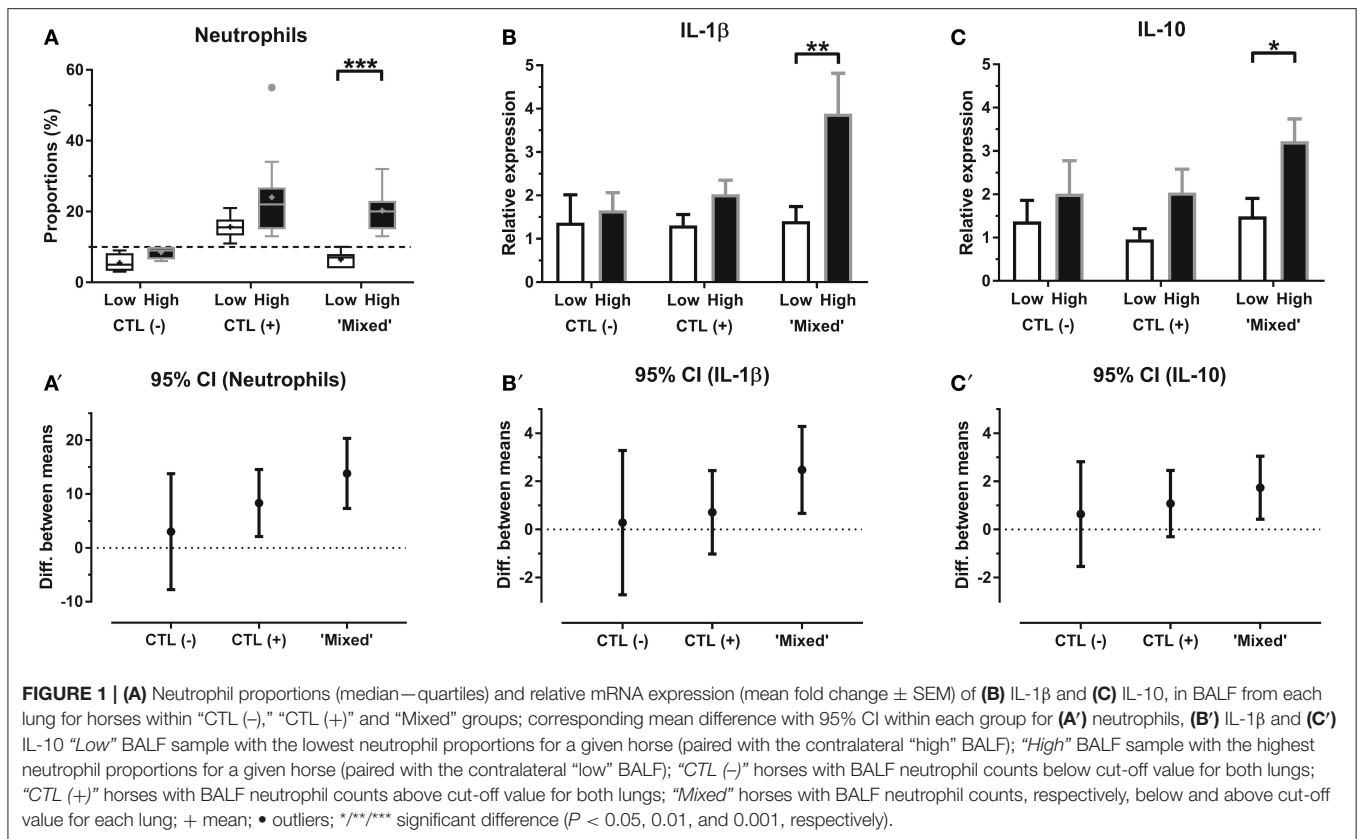 A
Neutrophils
***
Proportions (%)
60
40
20
0
Low High Low High Low High
CTL (-) CTL (+) 'Mixed'
B
IL-1β
**
Relative expression
5
4
3
2
1
0
Low High Low High Low High
CTL (-) CTL (+) 'Mixed'
C
IL-10
*
Relative expression
5
4
3
2
1
0
Low High Low High Low High
CTL (-) CTL (+) 'Mixed'
A′
95% CI (Neutrophils)
Diff. between means
20
10
0
-10
CTL (-) CTL (+) 'Mixed'
B′
95% CI (IL-1β)
Diff. between means
4
2
0
-2
CTL (-) CTL (+) 'Mixed'
C′
95% CI (IL-10)
Diff. between means
4
2
0
-2
CTL (-) CTL (+) 'Mixed'
FIGURE 1 | (A) Neutrophil proportions (median—quartiles) and relative mRNA expression (mean fold change ± SEM) of (B) IL-1β and (C) IL-10, in BALF from each
lung for horses within “CTL (–),” “CTL (+)” and “Mixed” groups; corresponding mean difference with 95% CI within each group for (A′) neutrophils, (B′) IL-1β and (C′)
IL-10 “Low” BALF sample with the lowest neutrophil proportions for a given horse (paired with the contralateral “high” BALF); “High” BALF sample with the highest
neutrophil proportions for a given horse (paired with the contralateral “low” BALF); “CTL (–)” horses with BALF neutrophil counts below cut-off value for both lungs;
“CTL (+)” horses with BALF neutrophil counts above cut-off value for both lungs; “Mixed” horses with BALF neutrophil counts, respectively, below and above cut-off
value for each lung; + mean; • outliers; */**/*** significant difference (P < 0.05, 0.01, and 0.001, respectively).